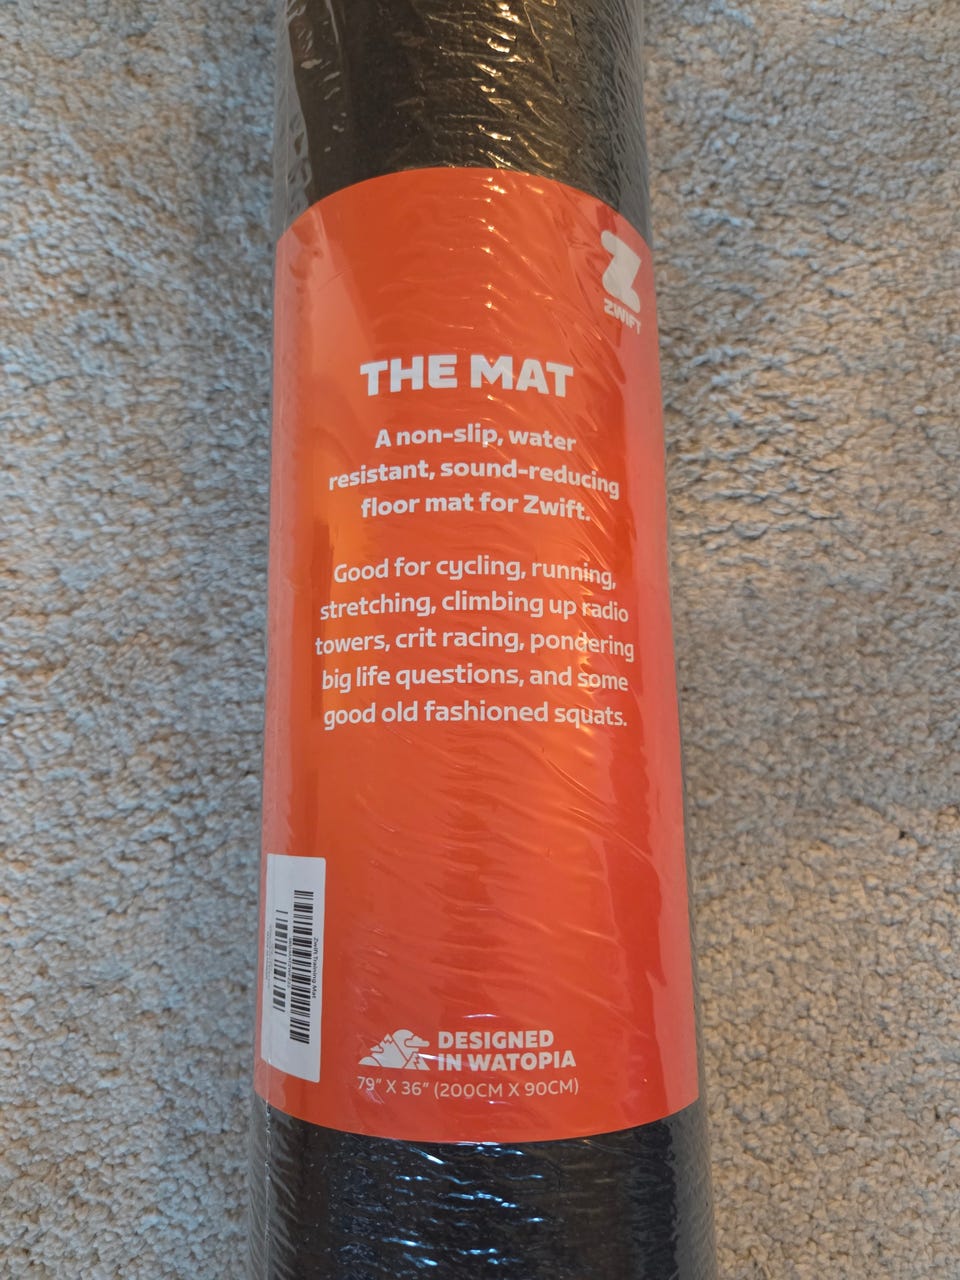 ZWIFT
THE MAT
A non-slip, water
resistant, sound-reducing
floor mat for Zwift.
Good for cycling, running,
stretching, climbing up radio
towers, crit racing, pondering
big life questions, and some
good old fashioned squats.
Zwift Training Mat
DESIGNED
IN WATOPIA
79" X 36" (200CM X 90CM)